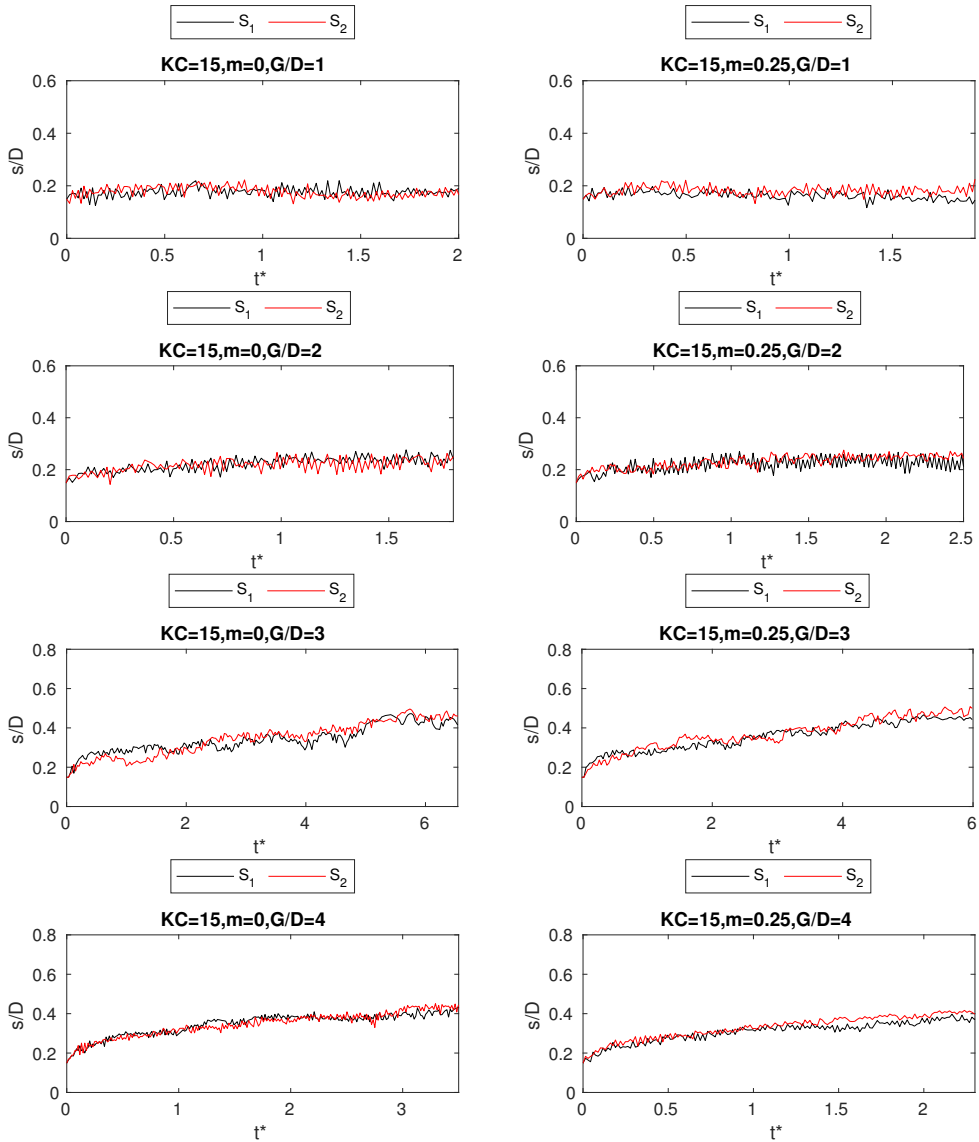 S1 S2 S1 S2
KC=15,m=0,G/D=1 KC=15,m=0.25,G/D=1
0.6 0.6
0.4 0.4
s/D s/D
0.2 0.2
0 0
0 0.5 1 1.5 2 0 0.5 1 1.5
t* t*
S1 S2 S1 S2
KC=15,m=0,G/D=2 KC=15,m=0.25,G/D=2
0.6 0.6
0.4 0.4
s/D s/D
0.2 0.2
0 0
0 0.5 1 1.5 0 0.5 1 1.5 2 2.5
t* t*
S1 S2 S1 S2
KC=15,m=0,G/D=3 KC=15,m=0.25,G/D=3
0.8 0.8
0.6 0.6
s/D s/D
0.4 0.4
0.2 0.2
0 0
0 2 4 6 0 2 4 6
t* t*
S1 S2 S1 S2
KC=15,m=0,G/D=4 KC=15,m=0.25,G/D=4
0.8 0.8
0.6 0.6
s/D s/D
0.4 0.4
0.2 0.2
0 0
0 1 2 3 0 0.5 1 1.5 2
t* t*